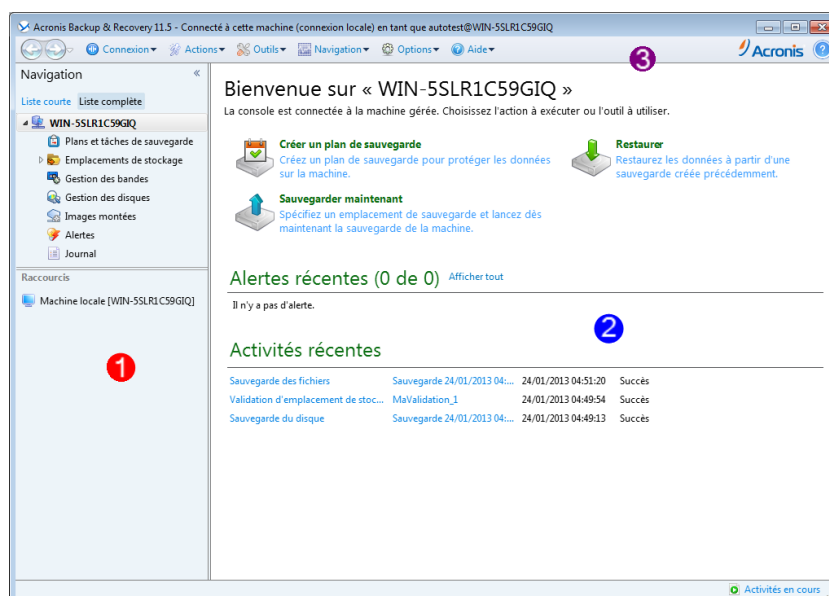 Acronis Backup & Recovery 11.5 - Connecté à cette machine (connexion locale) en tant que autotest@WIN-5SLR1C59GIQ
Connexion Actions Outils Navigation Options Aide
3
Acronis
Navigation
Liste courte Liste complète
WIN-5SLR1C59GIQ
Plans et tâches de sauvegarde
Emplacements de stockage
Gestion des bandes
Gestion des disques
Images montées
Alertes
Journal
Raccourcis
Machine locale [WIN-5SLR1C59GIQ]
1
Bienvenue sur « WIN-5SLR1C59GIQ »
La console est connectée à la machine gérée. Choisissez l'action à exécuter ou l'outil à utiliser.
Créer un plan de sauvegarde
Créez un plan de sauvegarde pour protéger les données
sur la machine.
Restaurer
Restaurez les données à partir d'une
sauvegarde créée précédemment.
Sauvegarder maintenant
Spécifiez un emplacement de sauvegarde et lancez dès
maintenant la sauvegarde de la machine.
Alertes récentes (0 de 0) Afficher tout
Il n'y a pas d'alerte.
2
Activités récentes
Sauvegarde des fichiers Sauvegarde 24/01/2013 04:... 24/01/2013 04:51:20 Succès
Validation d'emplacement de stoc... MaValidation_1 24/01/2013 04:49:54 Succès
Sauvegarde du disque Sauvegarde 24/01/2013 04:... 24/01/2013 04:49:13 Succès
Activités en cours